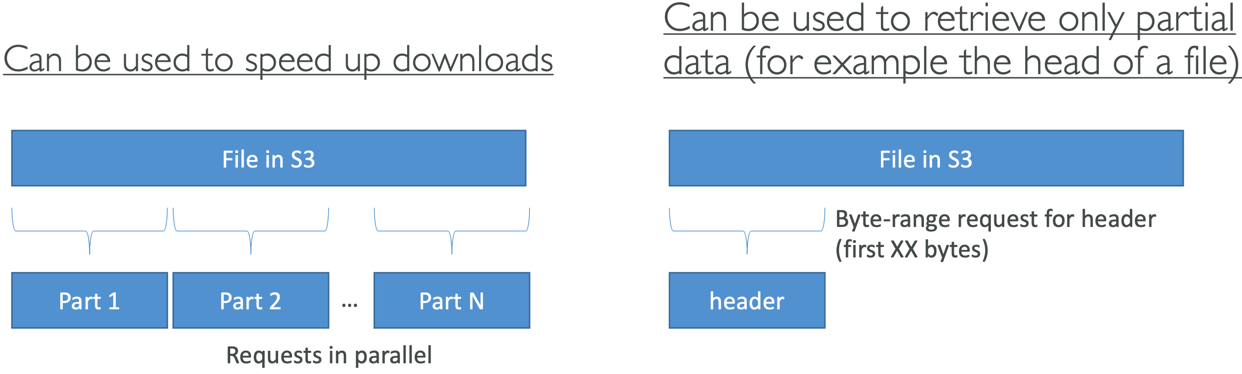 Can be used to speed up downloads
File in S3
Part 1
Part 2
...
Part N
Requests in parallel
Can be used to retrieve only partial
data (for example the head of a file)
File in S3
Byte-range request for header
(first XX bytes)
header